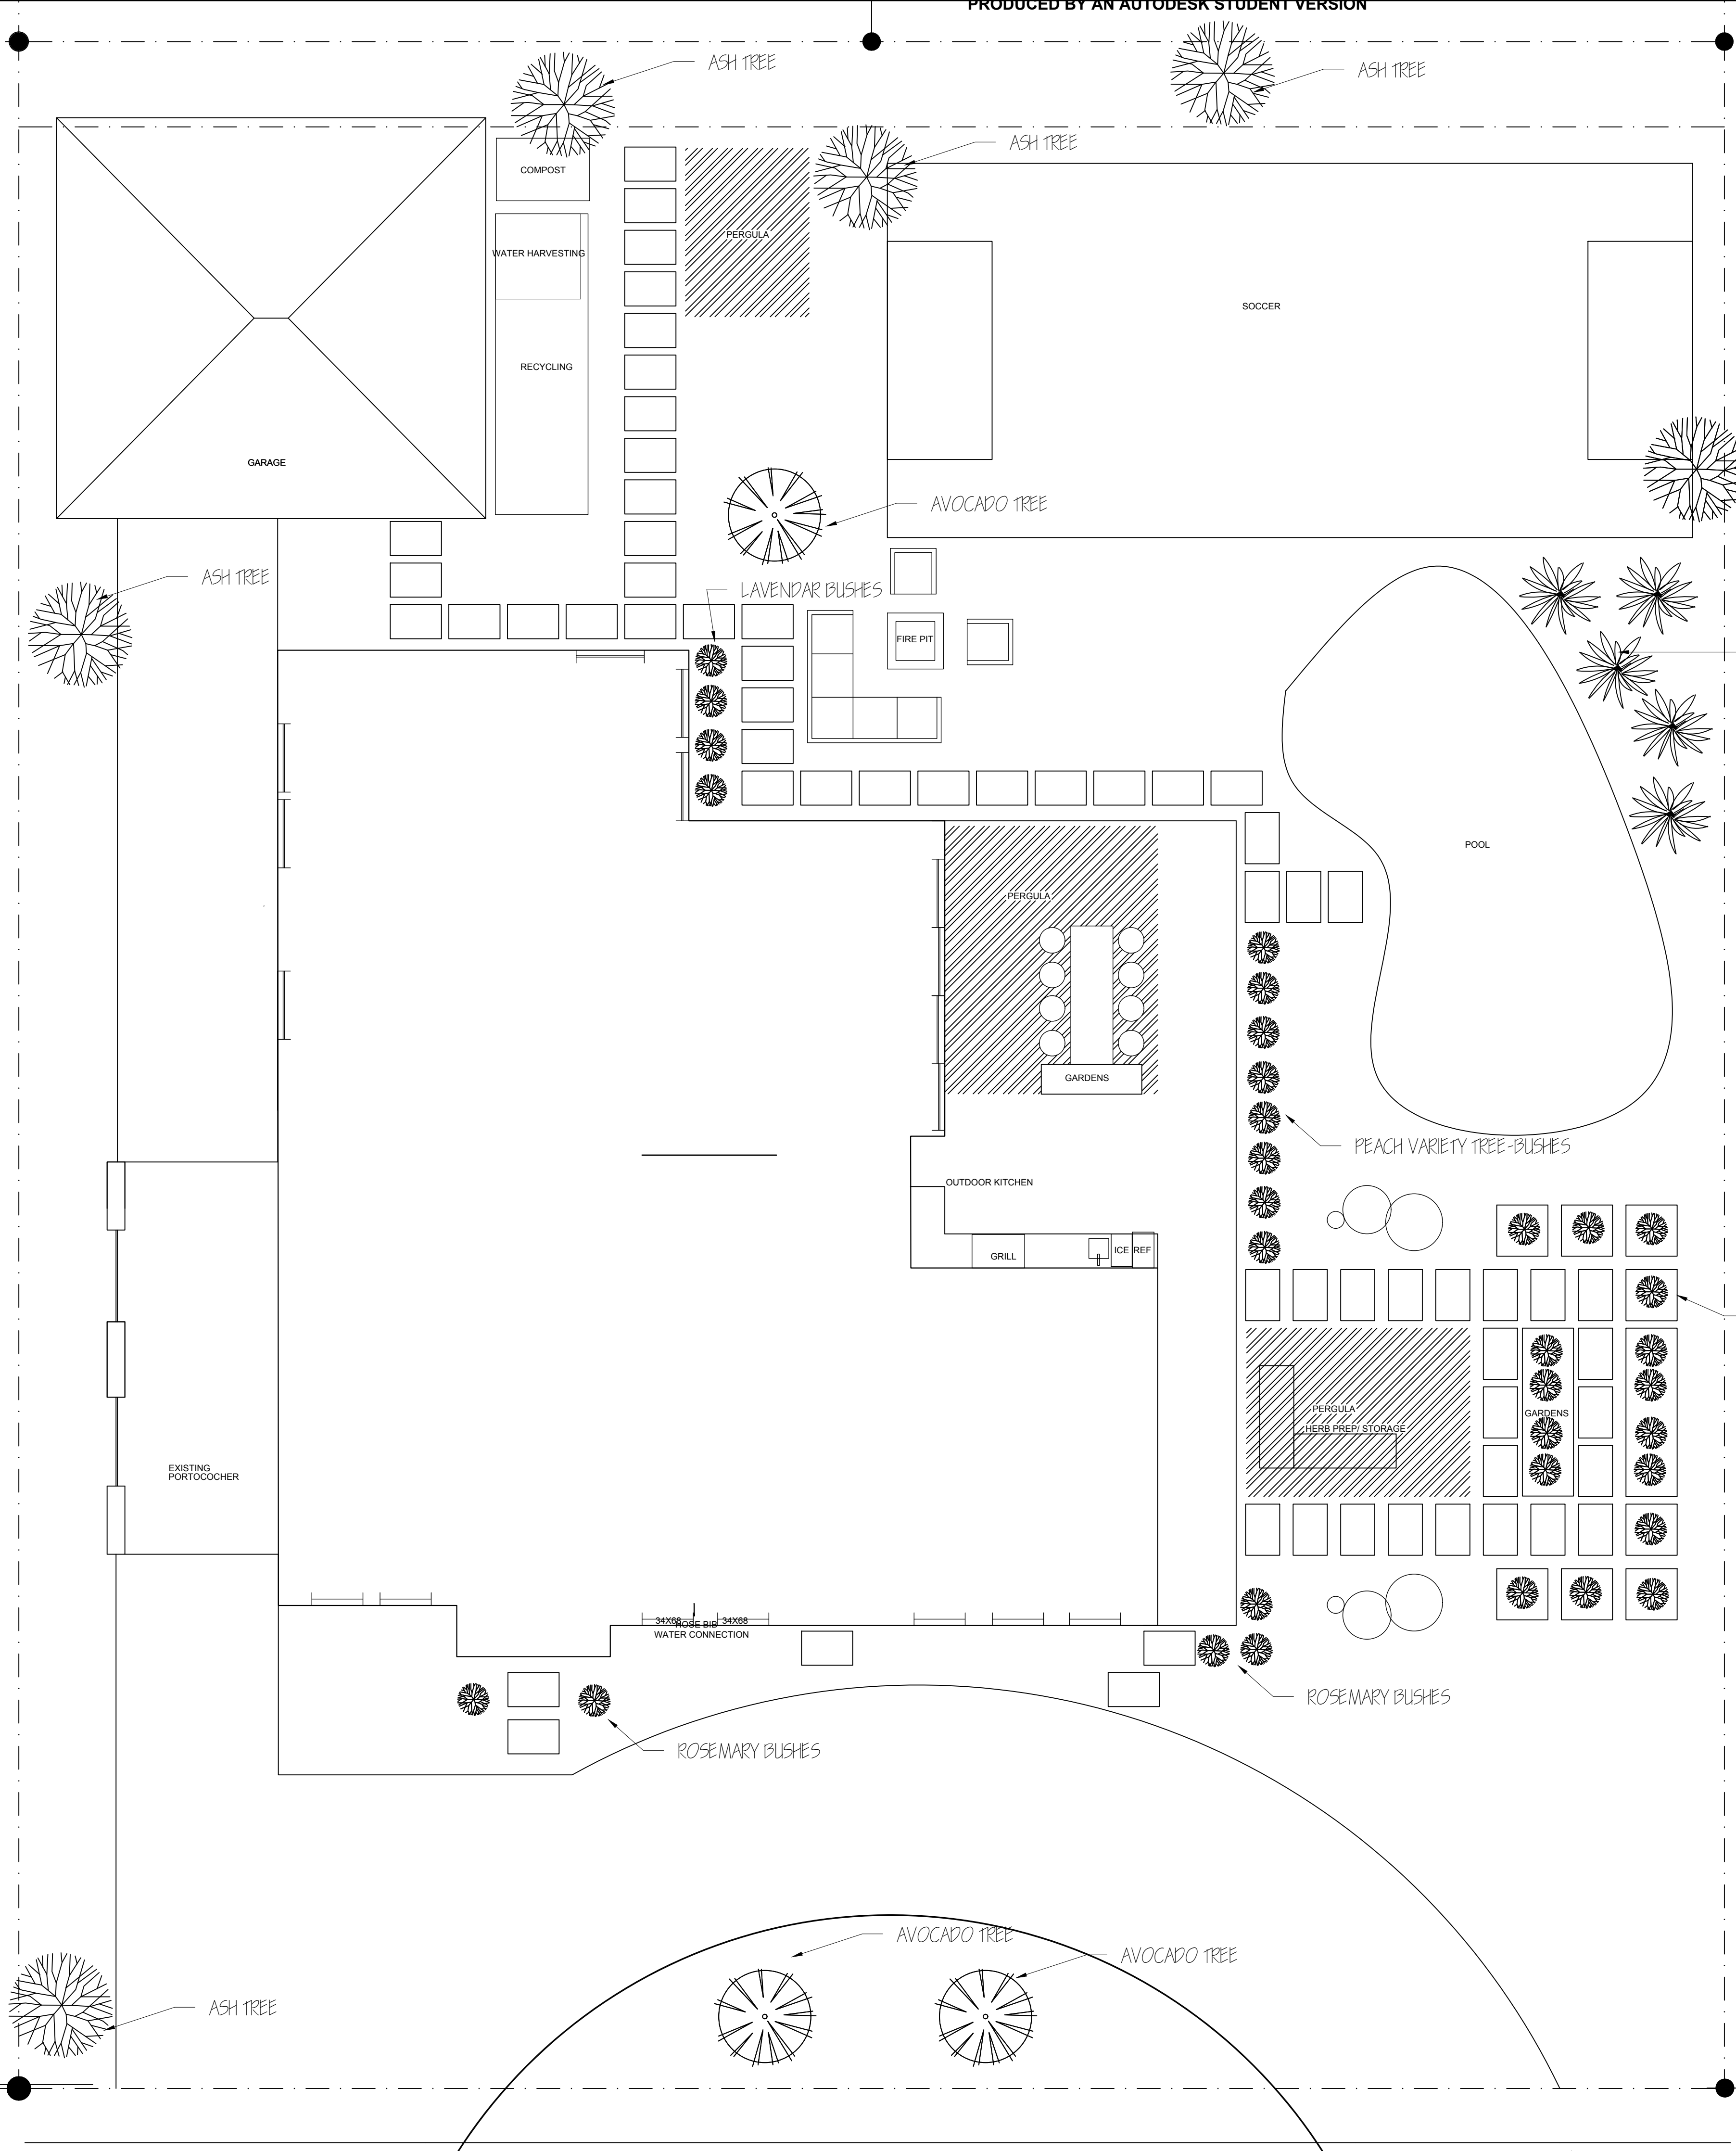 PRODUCED BY AN AUTODESK STUDENT VERSION
ASH TREE
ASH TREE
ASH TREE
COMPOST
PERGULA
WATER HARVESTING
SOCCER
RECYCLING
GARAGE
AVOCADO TREE
ASH TREE
LAVENDAR BUSHES
FIRE PIT
POOL
PERGULA
GARDENS
PEACH VARIETY TREE-BUSHES
OUTDOOR KITCHEN
GRILL
ICE
REF
PERGULA
HERB PREP/ STORAGE
GARDENS
EXISTING
PORTOCOCHER
34X68
34X68
HOSE BIB
WATER CONNECTION
ROSEMARY BUSHES
ROSEMARY BUSHES
AVOCADO TREE
AVOCADO TREE
ASH TREE